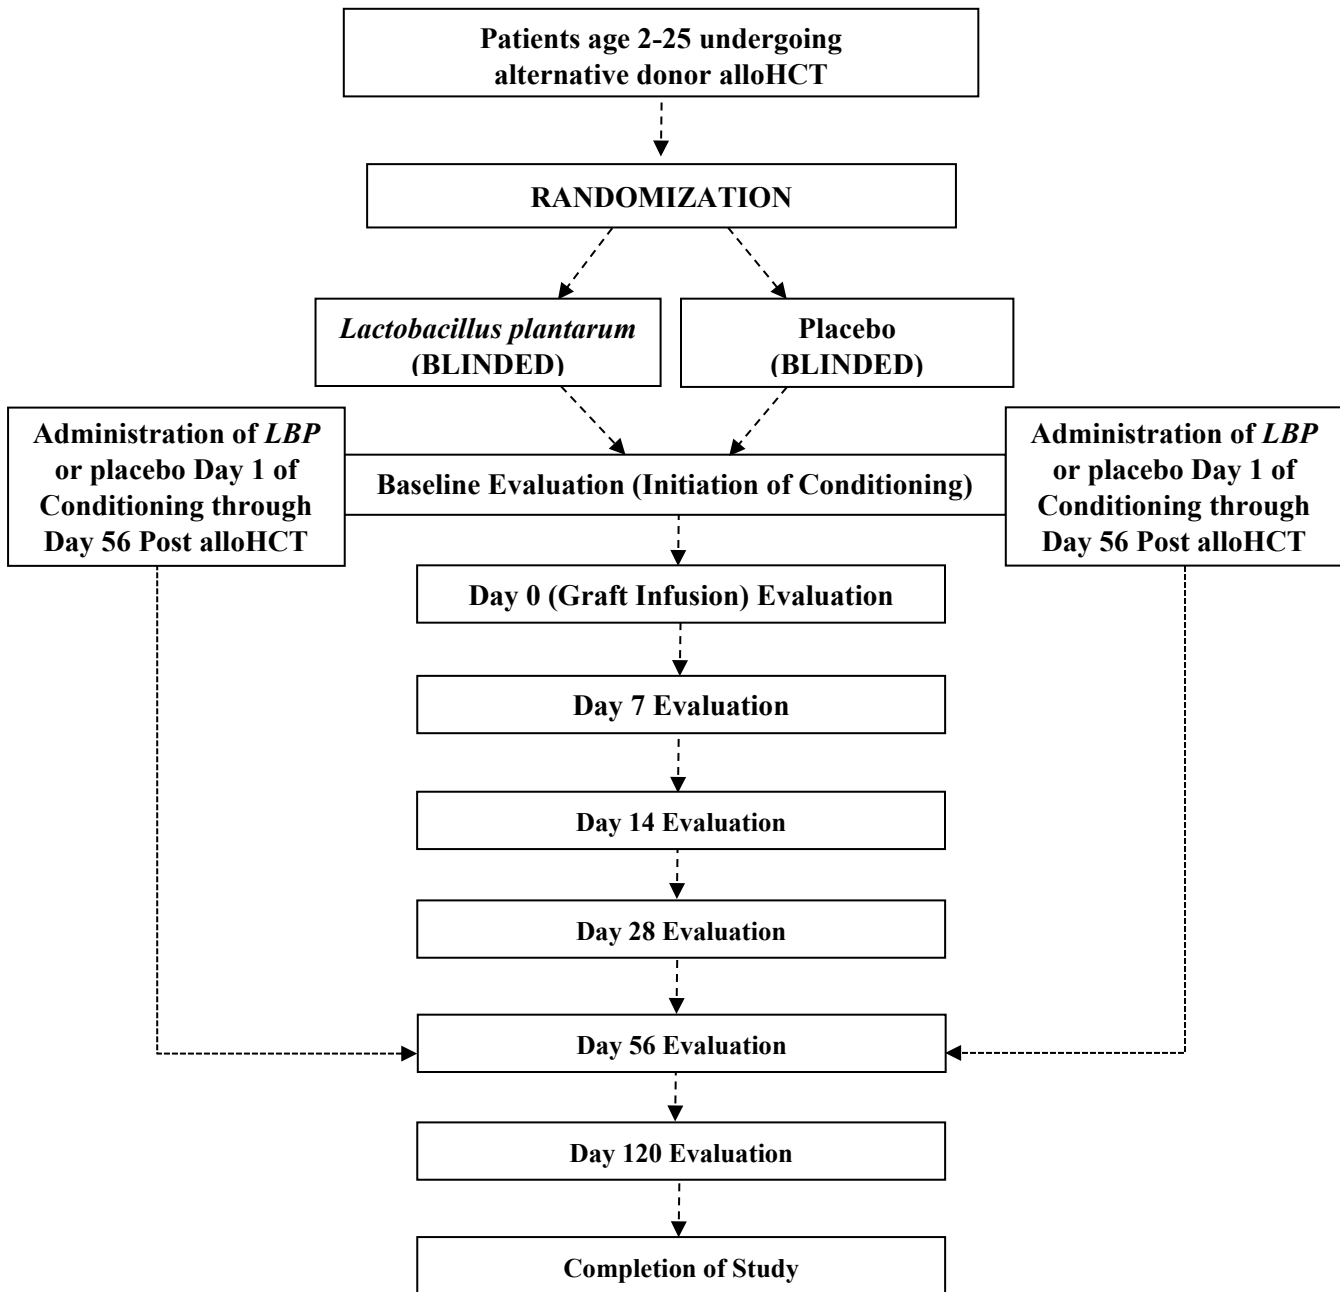 Patients age 2-25 undergoing
alternative donor alloHCT
RANDOMIZATION
Lactobacillus plantarum
(BLINDED)
Placebo
(BLINDED)
Administration of LBP
or placebo Day 1 of
Conditioning through
Day 56 Post alloHCT
Baseline Evaluation (Initiation of Conditioning)
Administration of LBP
or placebo Day 1 of
Conditioning through
Day 56 Post alloHCT
Day 0 (Graft Infusion) Evaluation
Day 7 Evaluation
Day 14 Evaluation
Day 28 Evaluation
Day 56 Evaluation
Day 120 Evaluation
Completion of Study